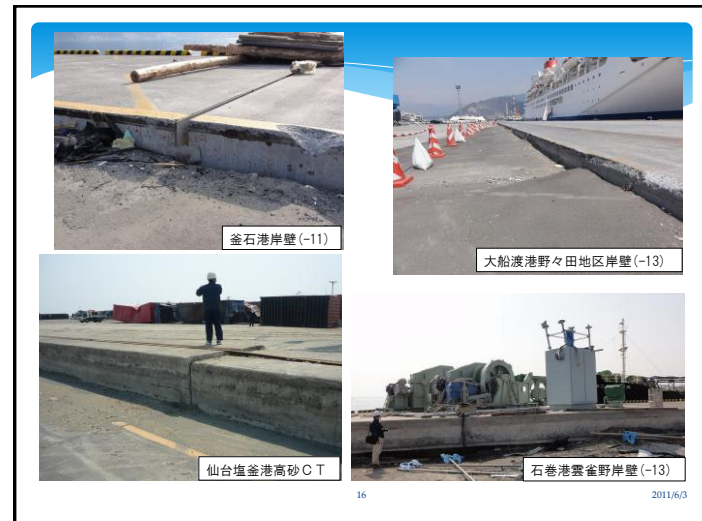 釜石港岸壁(-11)
大船渡港野々田地区岸壁(-13)
仙台塩釜港高砂CT
石巻港雲雀野岸壁(-13)
16
2011/6/3